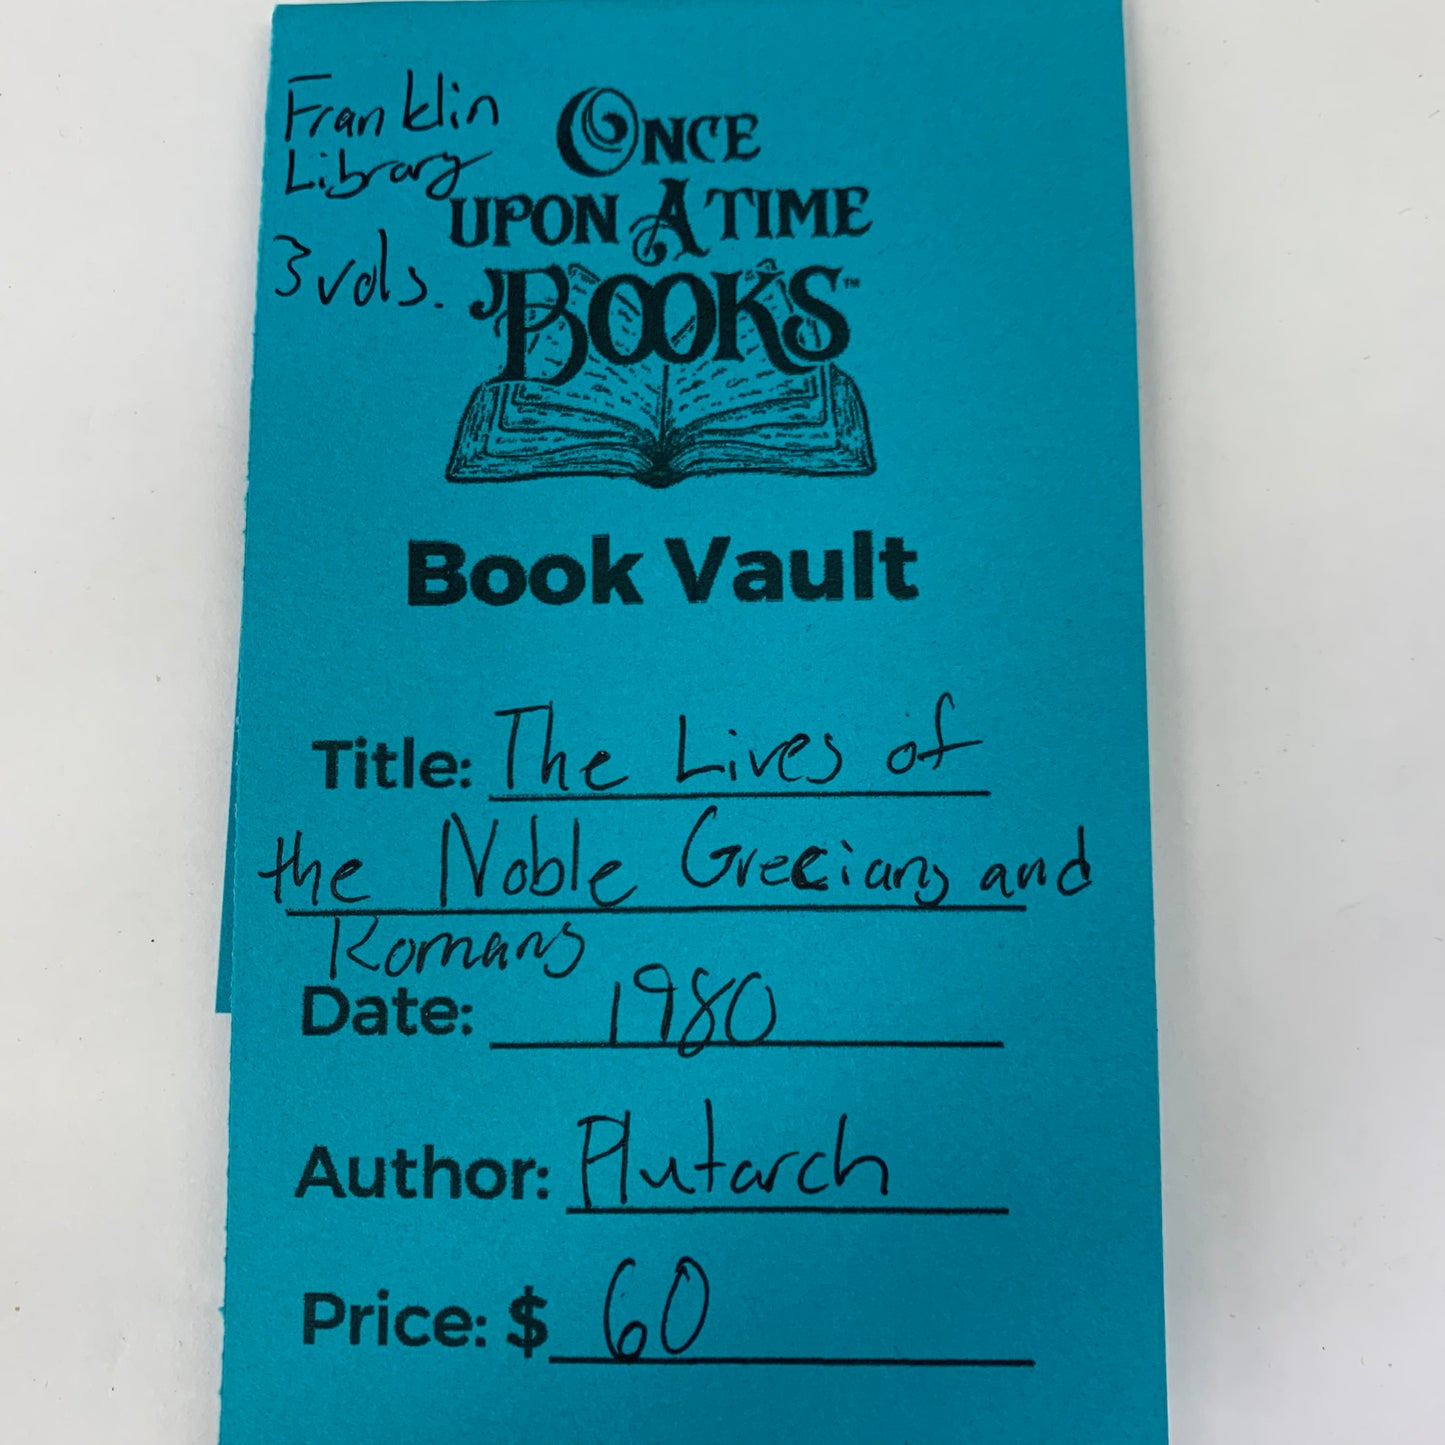 Franklin
Library
3 vols.
ONCE
UPON A TIME
BOOKS™
Book Vault
Title: The Lives of
the Noble Grecians and
Romans
Date: 1980
Author: Plutarch
Price: $ 60